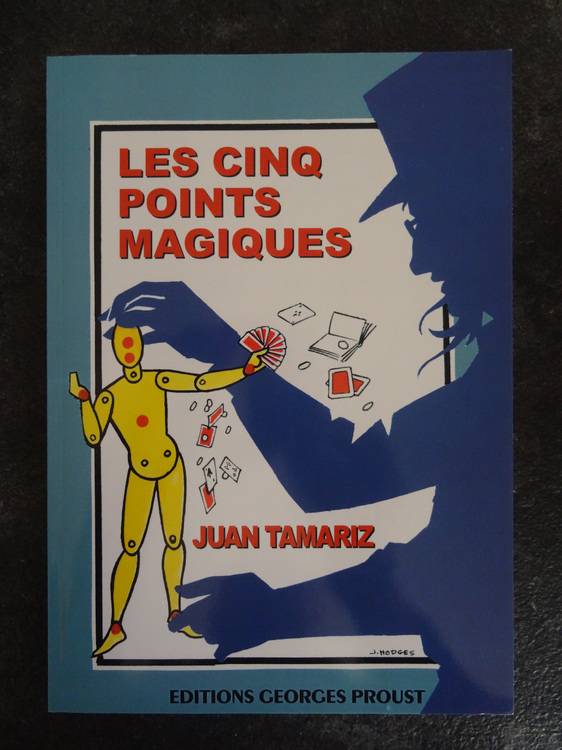 LES CINQ
POINTS
MAGIQUES
JUAN TAMARIZ
J. HODGES
EDITIONS GEORGES PROUST